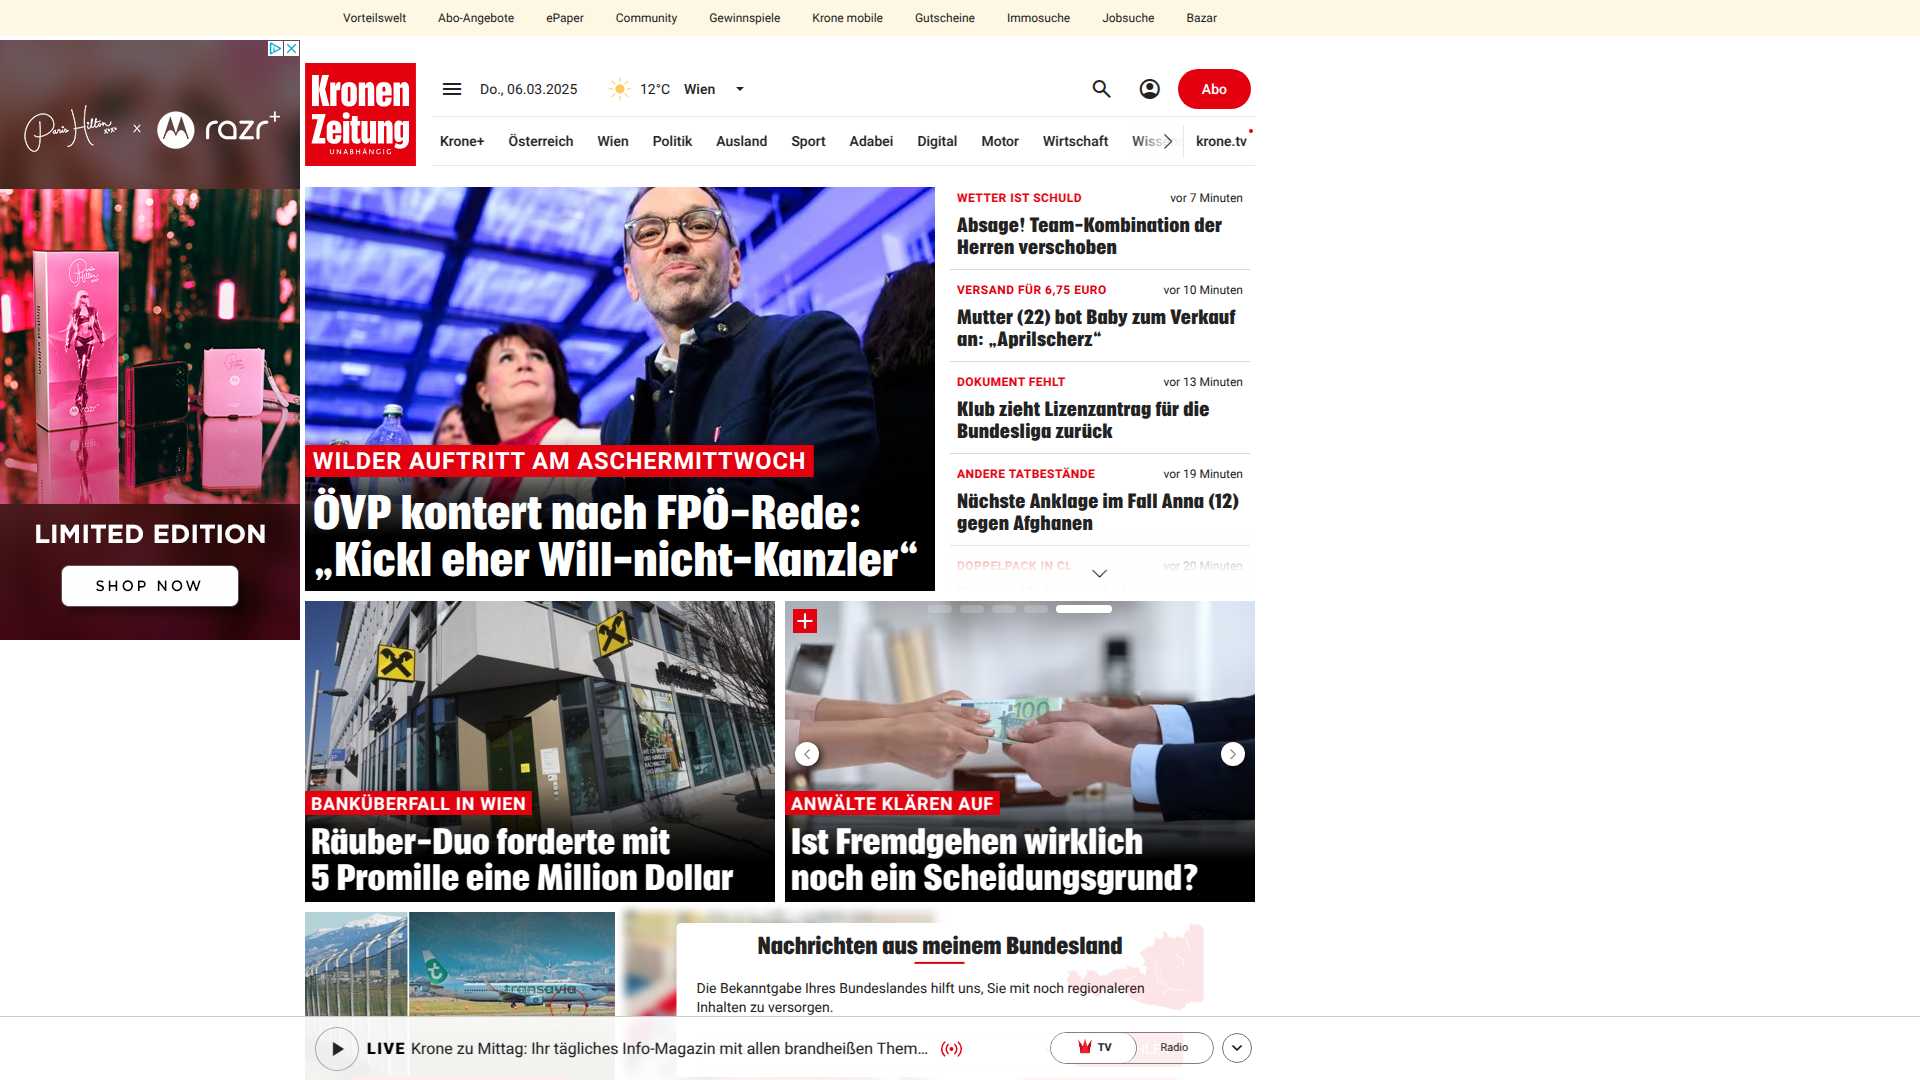 Vorteilswelt Abo-Angebote ePaper Community Gewinnspiele Krone mobile Gutscheine Immosuche Jobsuche Bazar
Paris Hilton x razr+
LIMITED EDITION
SHOP NOW
Kronen
Zeitung
UNABHÄNGIG
Do., 06.03.2025 12°C Wien
Abo
Krone+ Österreich Wien Politik Ausland Sport Adabei Digital Motor Wirtschaft Wiss krone.tv
WILDER AUFTRITT AM ASCHERMITTWOCH
ÖVP kontert nach FPÖ-Rede:
„Kickl eher Will-nicht-Kanzler“
WETTER IST SCHULD vor 7 Minuten
Absage! Team-Kombination der
Herren verschoben
VERSAND FÜR 6,75 EURO vor 10 Minuten
Mutter (22) bot Baby zum Verkauf
an: „Aprilscherz“
DOKUMENT FEHLT vor 13 Minuten
Klub zieht Lizenzantrag für die
Bundesliga zurück
ANDERE TATBESTÄNDE vor 19 Minuten
Nächste Anklage im Fall Anna (12)
gegen Afghanen
DOPPELPACK IN CL vor 20 Minuten
BANKÜBERFALL IN WIEN
Räuber-Duo forderte mit
5 Promille eine Million Dollar
100
ANWÄLTE KLÄREN AUF
Ist Fremdgehen wirklich
noch ein Scheidungsgrund?
transavia
Nachrichten aus meinem Bundesland
Die Bekanntgabe Ihres Bundeslandes hilft uns, Sie mit noch regionaleren
Inhalten zu versorgen.
LIVE Krone zu Mittag: Ihr tägliches Info-Magazin mit allen brandheißen Them...
TV Radio